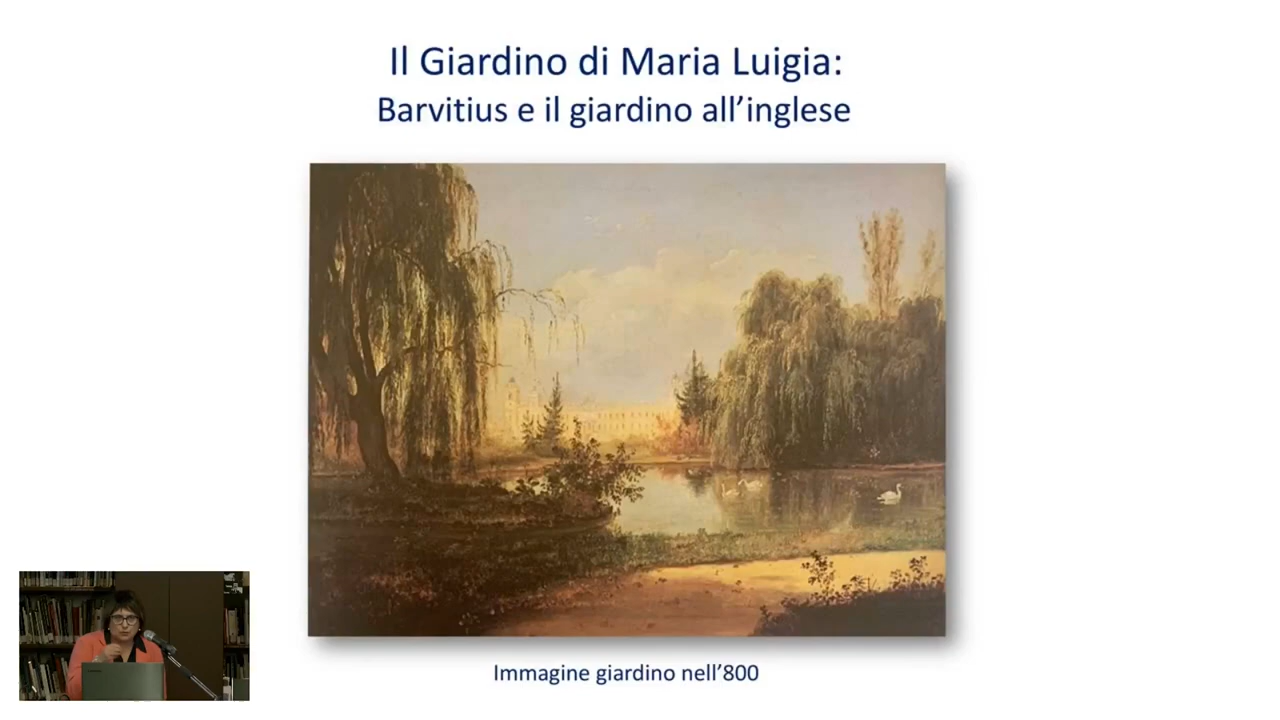 Il Giardino di Maria Luigia:
Barvitius e il giardino all’inglese
Immagine giardino nell’800